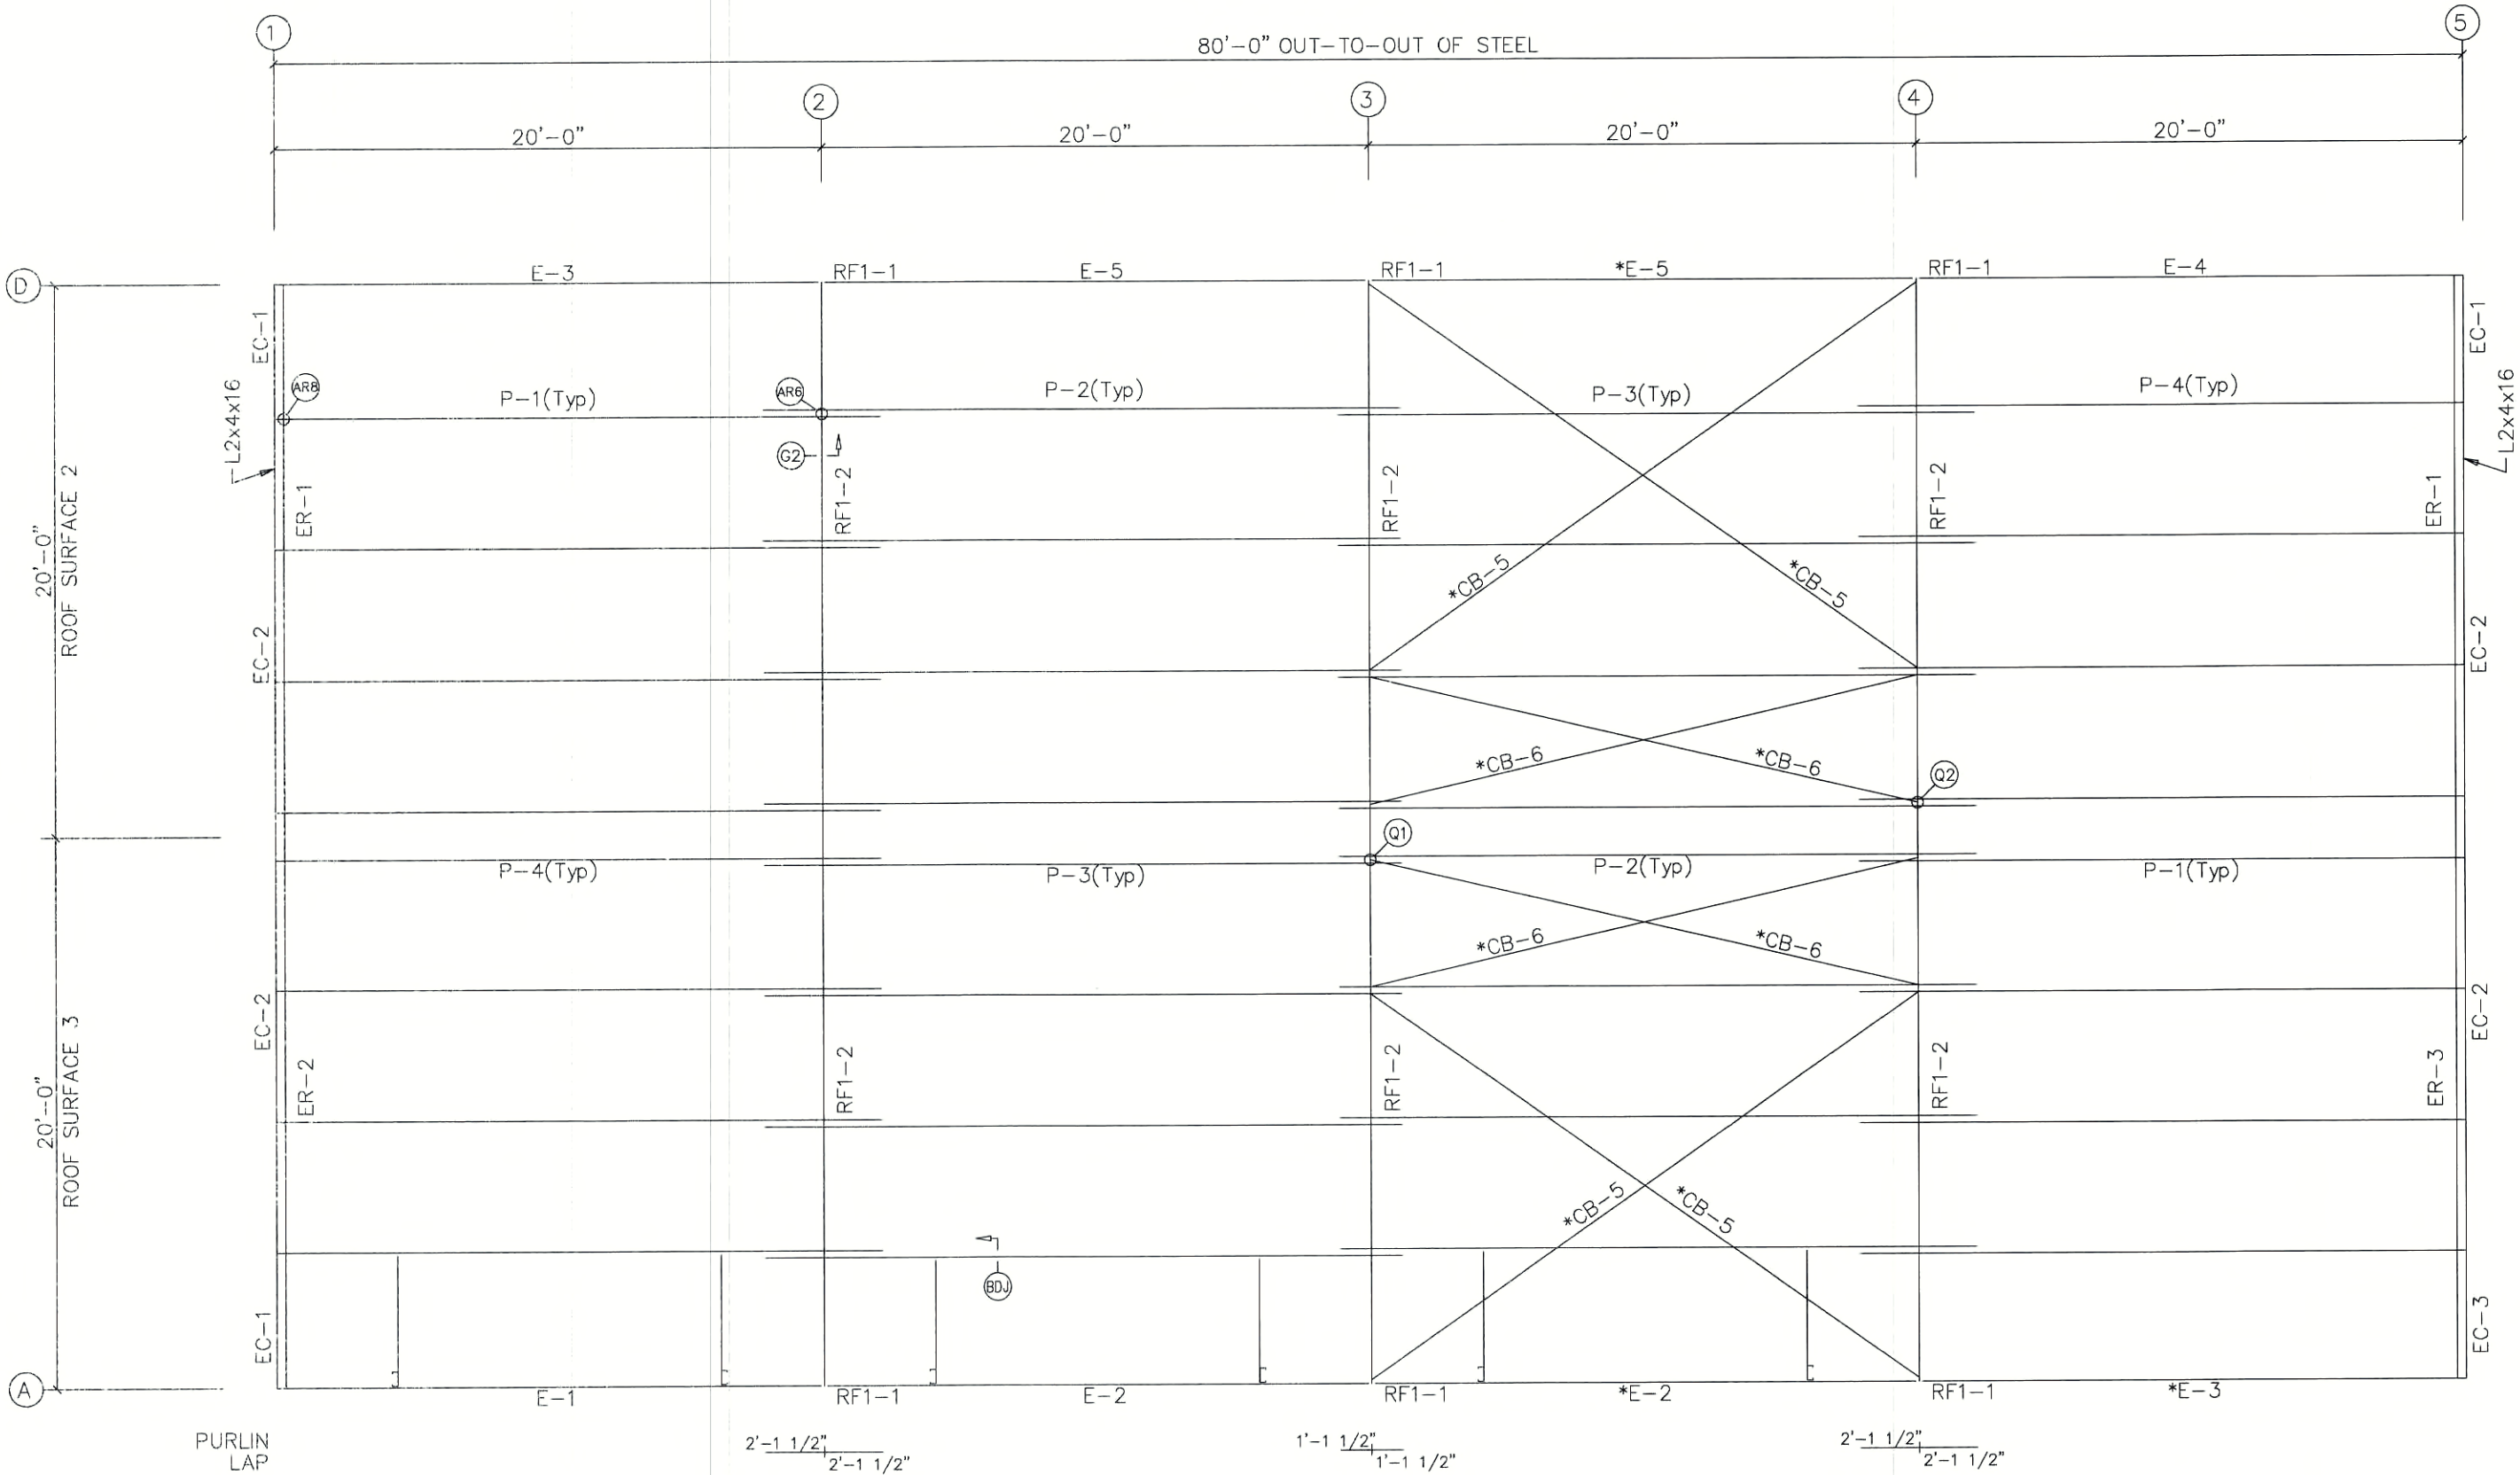 1
5
80'-0" OUT-TO-OUT OF STEEL
2
3
4
20'-0"
20'-0"
20'-0"
20'-0"
D
E-3
RF1-1
E-5
RF1-1
*E-5
RF1-1
E-4
EC-1
EC-1
L2x4x16
L2x4x16
AR8
P-1(Typ)
AR6
P-2(Typ)
P-3(Typ)
P-4(Typ)
G2
20'-0"
ROOF SURFACE 2
ER-1
RF1-2
RF1-2
RF1-2
ER-1
*CB-5
*CB-5
EC-2
EC-2
*CB-6
*CB-6
Q2
Q1
P-4(Typ)
P-3(Typ)
P-2(Typ)
P-1(Typ)
*CB-6
*CB-6
20'-0"
ROOF SURFACE 3
EC-2
EC-2
ER-2
RF1-2
RF1-2
RF1-2
ER-3
*CB-5
*CB-5
BDJ
EC-1
EC-3
A
E-1
RF1-1
E-2
RF1-1
*E-2
RF1-1
*E-3
PURLIN
LAP
2'-1 1/2"
2'-1 1/2"
1'-1 1/2"
1'-1 1/2"
2'-1 1/2"
2'-1 1/2"